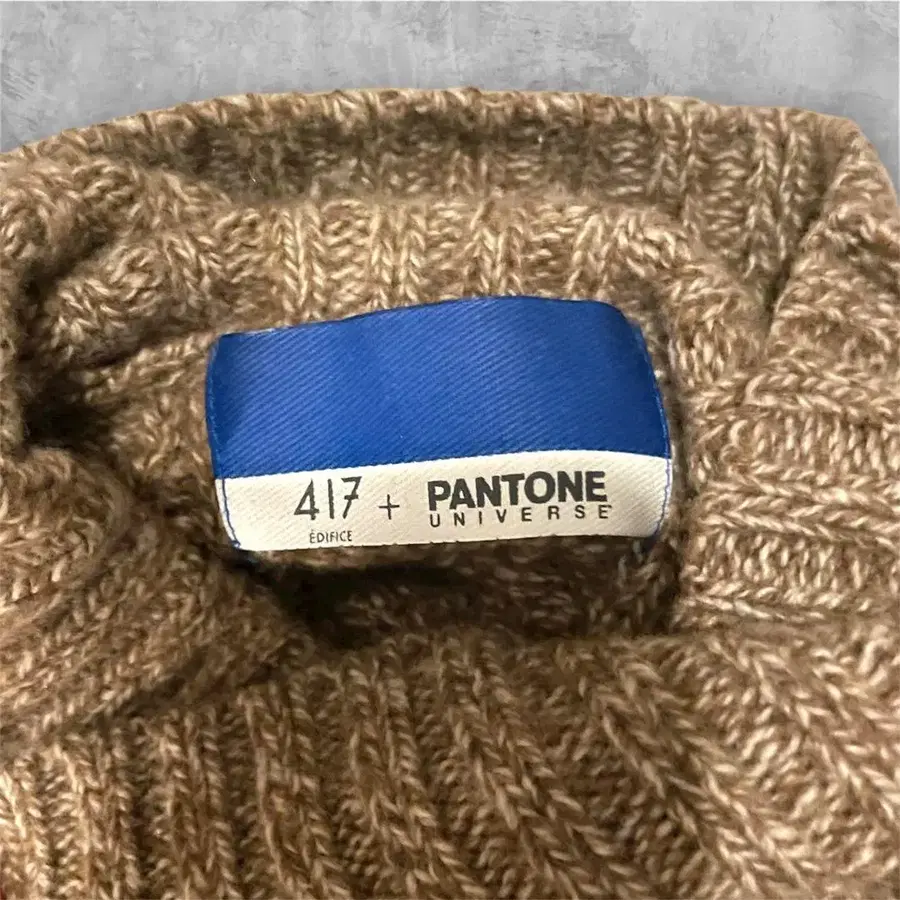 417 + PANTONE
UNIVERSE
ÉDIFICE